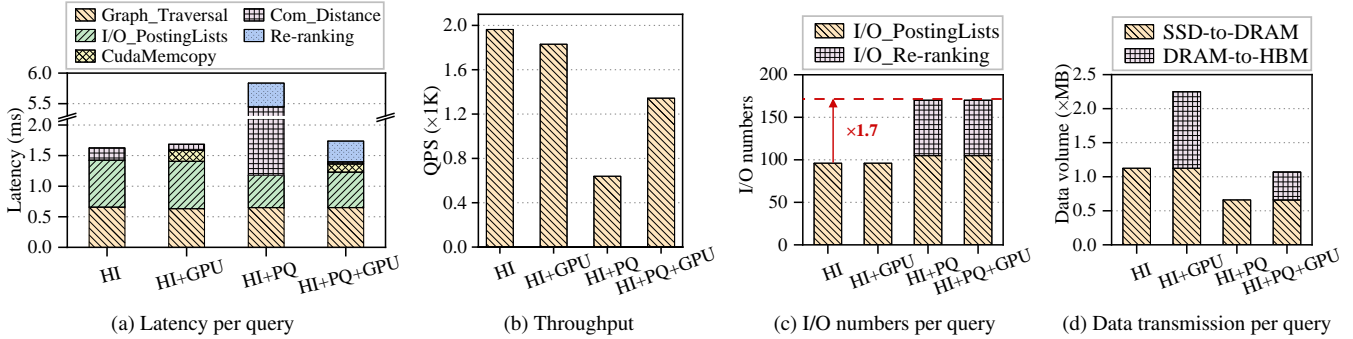 Graph_Traversal
Com_Distance
I/O_PostingLists
Re-ranking
CudaMemcopy
Latency (ms)
6.0
5.5
2.0
1.5
1.0
0.5
0.0
HI
HI+GPU
HI+PQ
HI+PQ+GPU
(a) Latency per query
QPS (×1K)
2.0
1.6
1.2
0.8
0.4
0.0
HI
HI+GPU
HI+PQ
HI+PQ+GPU
(b) Throughput
I/O_PostingLists
I/O_Re-ranking
I/O numbers
200
150
100
50
0
×1.7
HI
HI+GPU
HI+PQ
HI+PQ+GPU
(c) I/O numbers per query
SSD-to-DRAM
DRAM-to-HBM
Data volume (×MB)
2.5
2.0
1.5
1.0
0.5
0.0
HI
HI+GPU
HI+PQ
HI+PQ+GPU
(d) Data transmission per query